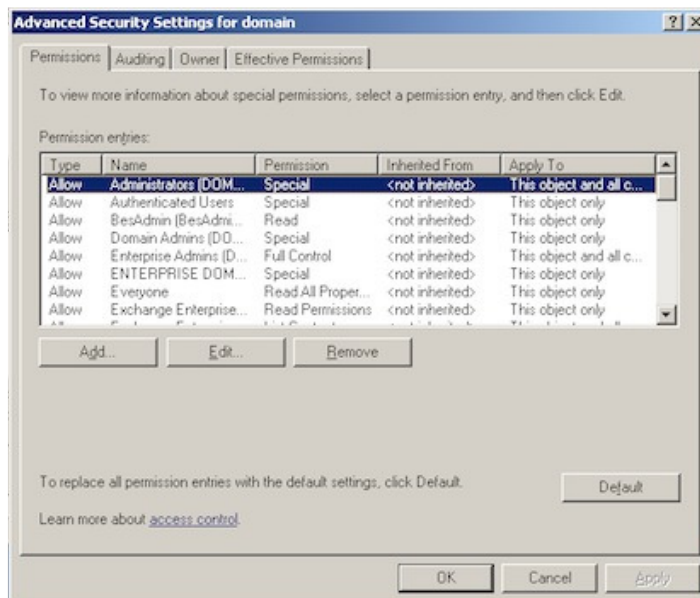 Advanced Security Settings for domain
Permissions Auditing Owner Effective Permissions
To view more information about special permissions, select a permission entry, and then click Edit.
Permission entries:
Type Name Permission Inherited From Apply To
Allow Administrators (DOM... Special <not inherited> This object and all c...
Allow Authenticated Users Special <not inherited> This object only
Allow BesAdmin (BesAdmi... Read <not inherited> This object only
Allow Domain Admins (DO... Special <not inherited> This object only
Allow Enterprise Admins (D... Full Control <not inherited> This object and all c...
Allow ENTERPRISE DOM... Special <not inherited> This object only
Allow Everyone Read All Proper... <not inherited> This object only
Allow Exchange Enterprise... Read Permissions <not inherited> This object only
Add... Edit... Remove
To replace all permission entries with the default settings, click Default.
Default
Learn more about access control.
OK Cancel Apply